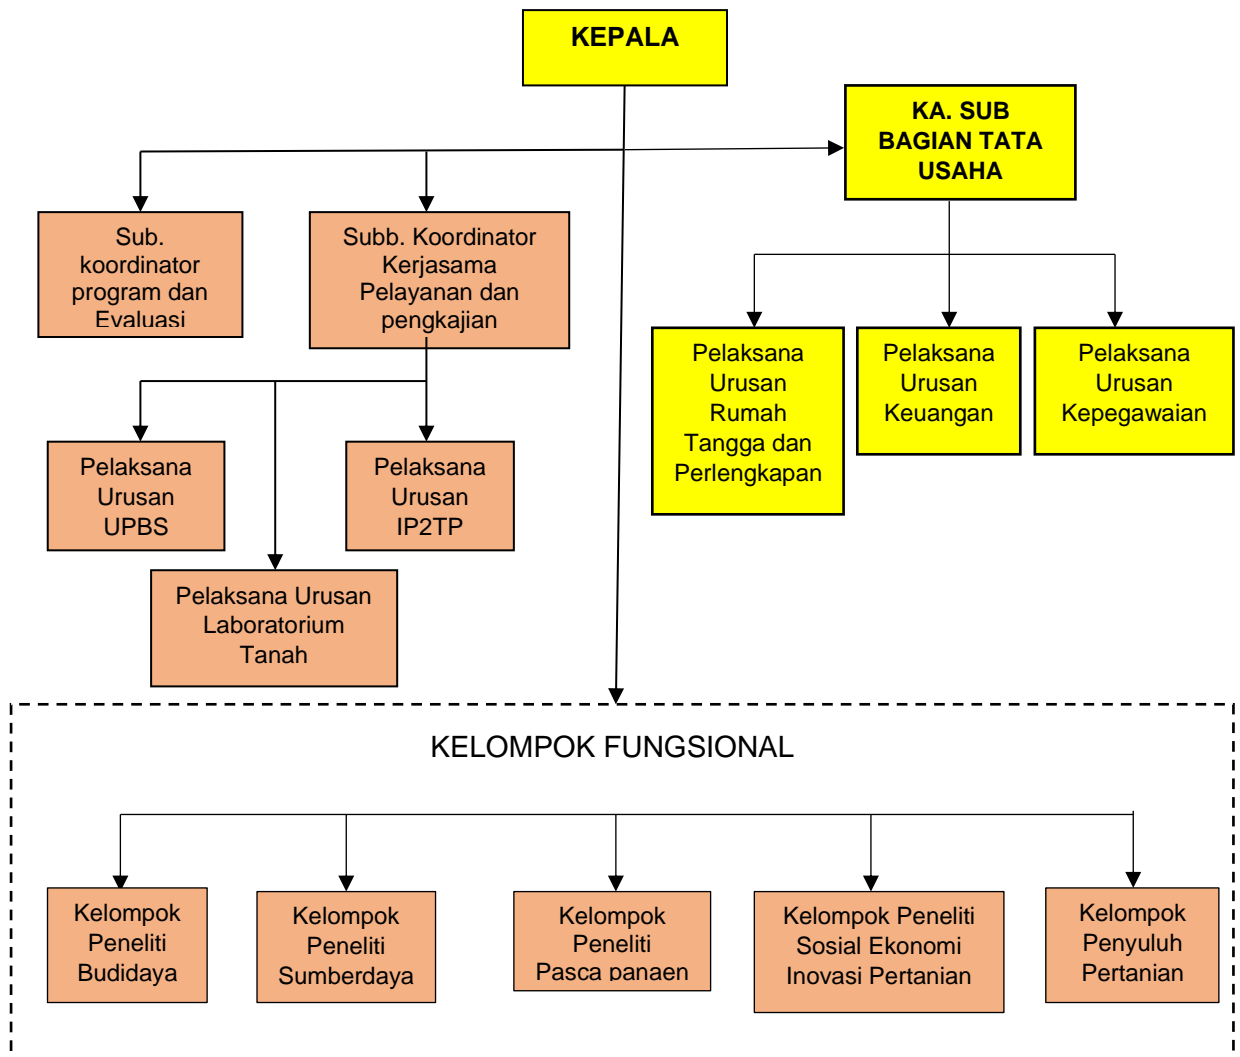 KEPALA
KA. SUB
BAGIAN TATA
USAHA
Sub.
koordinator
program dan
Evaluasi
Subb. Koordinator
Kerjasama
Pelayanan dan
pengkajian
Pelaksana
Urusan
Rumah
Tangga dan
Perlengkapan
Pelaksana
Urusan
Keuangan
Pelaksana
Urusan
Kepegawaian
Pelaksana
Urusan
UPBS
Pelaksana
Urusan
IP2TP
Pelaksana Urusan
Laboratorium
Tanah
KELOMPOK FUNGSIONAL
Kelompok
Peneliti
Budidaya
Kelompok
Peneliti
Sumberdaya
Kelompok
Peneliti
Pasca panaen
Kelompok Peneliti
Sosial Ekonomi
Inovasi Pertanian
Kelompok
Penyuluh
Pertanian